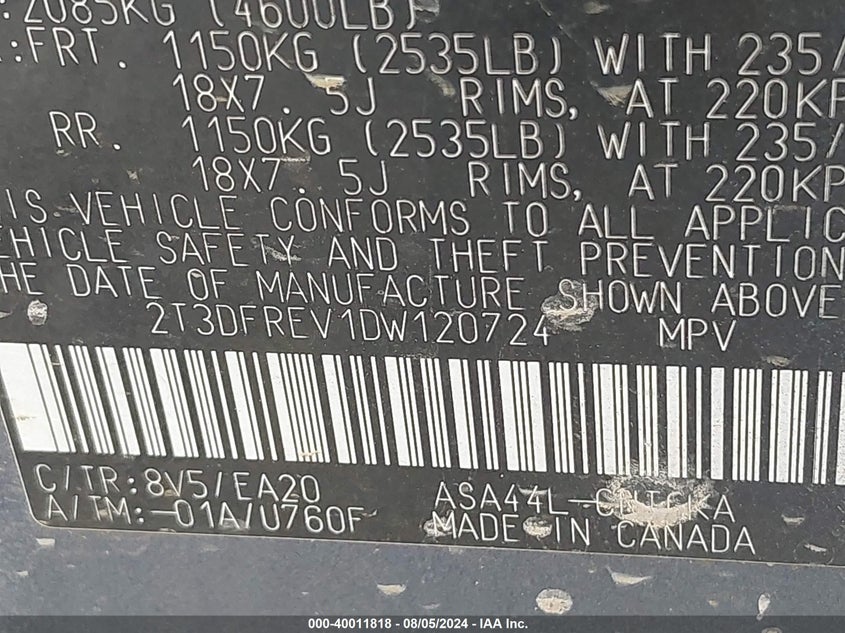 : 2085KG (4600LB)
:FRT. 1150KG (2535LB) WITH 235/
18X7. 5J RIMS, AT 220KP
RR. 1150KG (2535LB) WITH 235/
18X7. 5J RIMS, AT 220KP
IS VEHICLE CONFORMS TO ALL APPLIC
EHICLE SAFETY AND THEFT PREVENTION
HE DATE OF MANUFACTURE SHOWN ABOVE
2T3DFREV1DW120724 MPV
C/TR:8V5/EA20
A/TM:-01A/U760F
ASA44L-
MADE IN CANADA
000-40011818 - 08/05/2024 - IAA Inc.